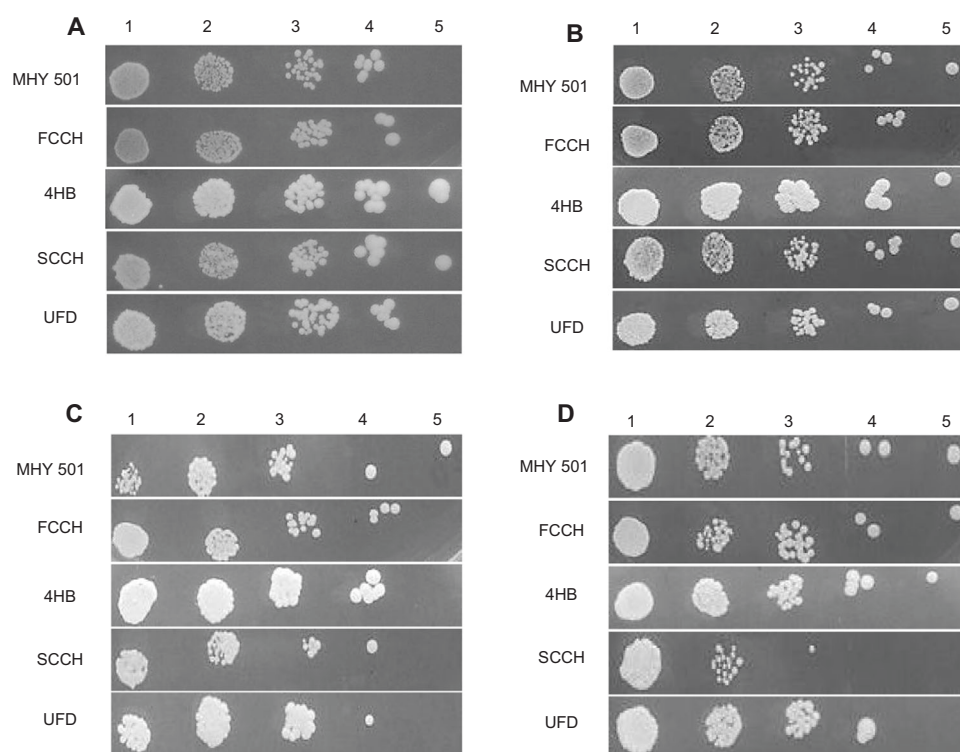 A
1 2 3 4 5
MHY 501
FCCH
4HB
SCCH
UFD
B
1 2 3 4 5
MHY 501
FCCH
4HB
SCCH
UFD
C
1 2 3 4 5
MHY 501
FCCH
4HB
SCCH
UFD
D
1 2 3 4 5
MHY 501
FCCH
4HB
SCCH
UFD